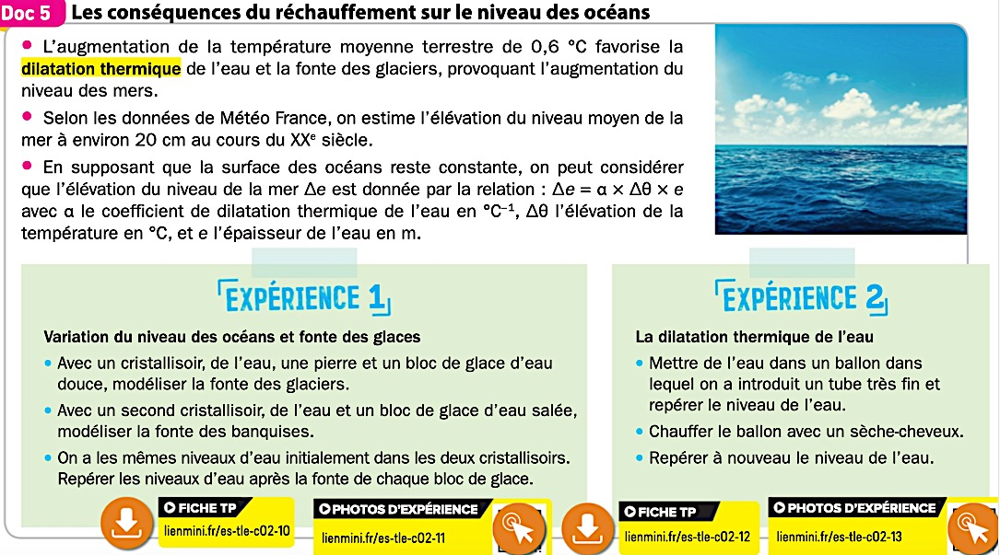 Doc 5 Les conséquences du réchauffement sur le niveau des océans
• L'augmentation de la température moyenne terrestre de 0,6 °C favorise la
dilatation thermique de l'eau et la fonte des glaciers, provoquant l'augmentation du
niveau des mers.
• Selon les données de Météo France, on estime l'élévation du niveau moyen de la
mer à environ 20 cm au cours du XXᵉ siècle.
• En supposant que la surface des océans reste constante, on peut considérer
que l'élévation du niveau de la mer Δe est donnée par la relation : Δe = α × Δθ × e
avec α le coefficient de dilatation thermique de l'eau en °C⁻¹, Δθ l'élévation de la
température en °C, et e l'épaisseur de l'eau en m.
EXPÉRIENCE 1
Variation du niveau des océans et fonte des glaces
• Avec un cristallisoir, de l'eau, une pierre et un bloc de glace d'eau
douce, modéliser la fonte des glaciers.
• Avec un second cristallisoir, de l'eau et un bloc de glace d'eau salée,
modéliser la fonte des banquises.
• On a les mêmes niveaux d'eau initialement dans les deux cristallisoirs.
Repérer les niveaux d'eau après la fonte de chaque bloc de glace.
FICHE TP
lienmini.fr/es-tle-c02-10
PHOTOS D'EXPÉRIENCE
lienmini.fr/es-tle-c02-11
EXPÉRIENCE 2
La dilatation thermique de l'eau
• Mettre de l'eau dans un ballon dans
lequel on a introduit un tube très fin et
repérer le niveau de l'eau.
• Chauffer le ballon avec un sèche-cheveux.
• Repérer à nouveau le niveau de l'eau.
FICHE TP
lienmini.fr/es-tle-c02-12
PHOTOS D'EXPÉRIENCE
lienmini.fr/es-tle-c02-13